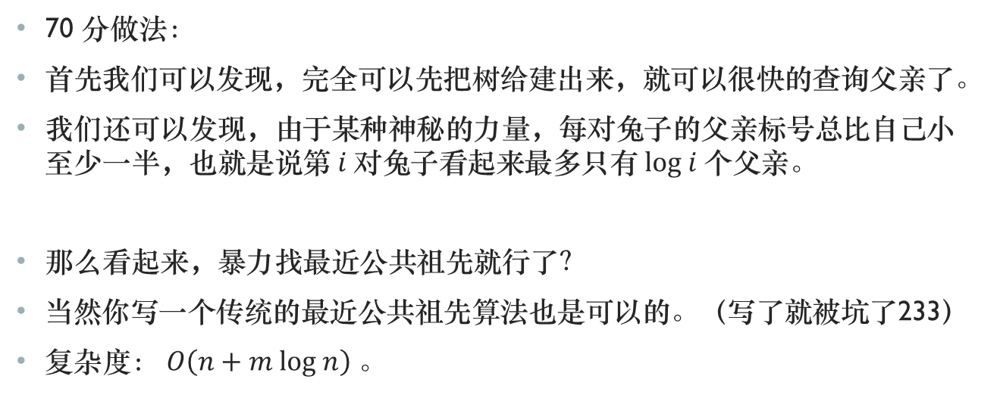 • 70 分做法：
• 首先我们可以发现，完全可以先把树给建出来，就可以很快的查询父亲了。
• 我们还可以发现，由于某种神秘的力量，每对兔子的父亲标号总比自己小
至少一半，也就是说第 i 对兔子看起来最多只有 log i 个父亲。
• 那么看起来，暴力找最近公共祖先就行了？
• 当然你写一个传统的最近公共祖先算法也是可以的。（写了就被坑了233）
• 复杂度： O(n + m log n) 。